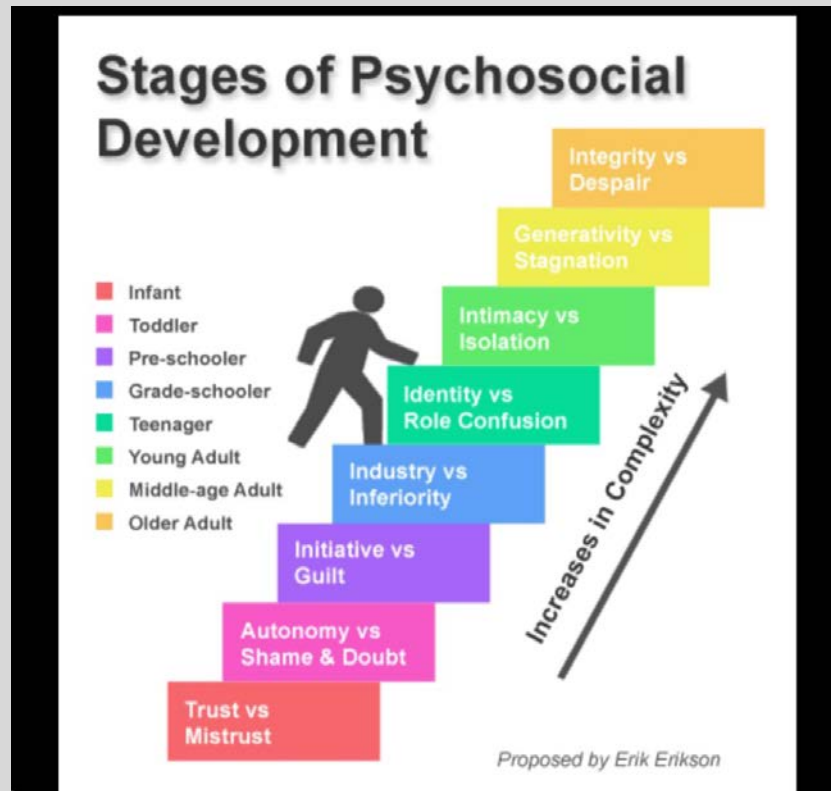 Stages of Psychosocial
Development
Integrity vs
Despair
Generativity vs
Stagnation
Intimacy vs
Isolation
Identity vs
Role Confusion
Industry vs
Inferiority
Initiative vs
Guilt
Autonomy vs
Shame & Doubt
Trust vs
Mistrust
Infant
Toddler
Pre-schooler
Grade-schooler
Teenager
Young Adult
Middle-age Adult
Older Adult
Increases in Complexity
Proposed by Erik Erikson